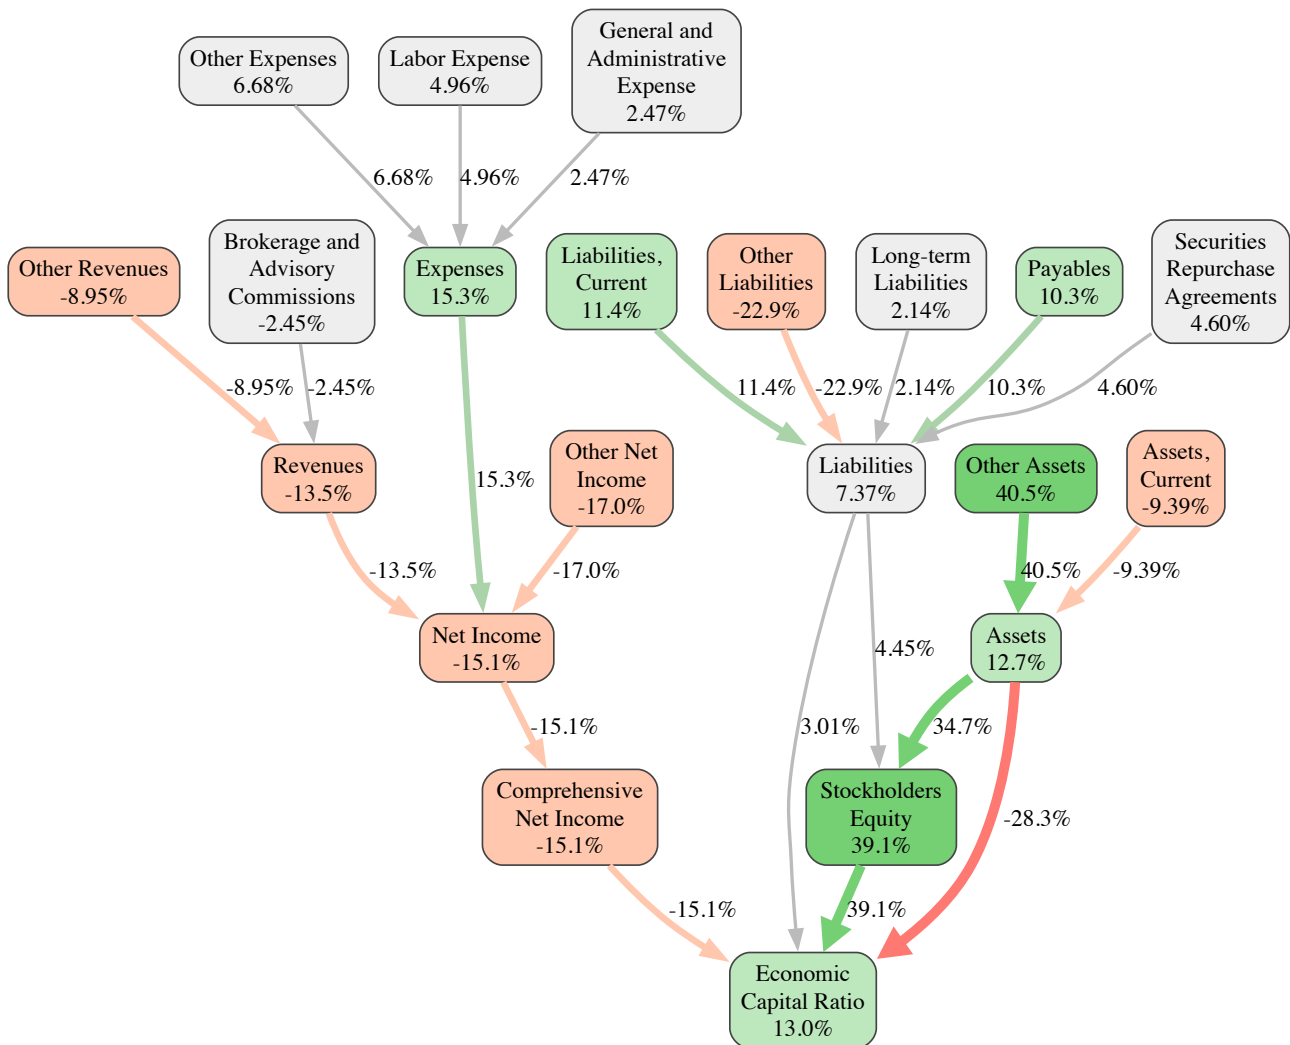 Other Expenses
6.68%
Labor Expense
4.96%
General and
Administrative
Expense
2.47%
6.68%
4.96%
2.47%
Other Revenues
-8.95%
Brokerage and
Advisory
Commissions
-2.45%
Expenses
15.3%
Liabilities,
Current
11.4%
Other
Liabilities
-22.9%
Long-term
Liabilities
2.14%
Payables
10.3%
Securities
Repurchase
Agreements
4.60%
-8.95%
-2.45%
11.4%
-22.9%
2.14%
10.3%
4.60%
Revenues
-13.5%
15.3%
Other Net
Income
-17.0%
Liabilities
7.37%
Other Assets
40.5%
Assets,
Current
-9.39%
-13.5%
-17.0%
40.5%
-9.39%
Net Income
-15.1%
4.45%
Assets
12.7%
-15.1%
3.01%
34.7%
Comprehensive
Net Income
-15.1%
Stockholders
Equity
39.1%
-28.3%
-15.1%
39.1%
Economic
Capital Ratio
13.0%